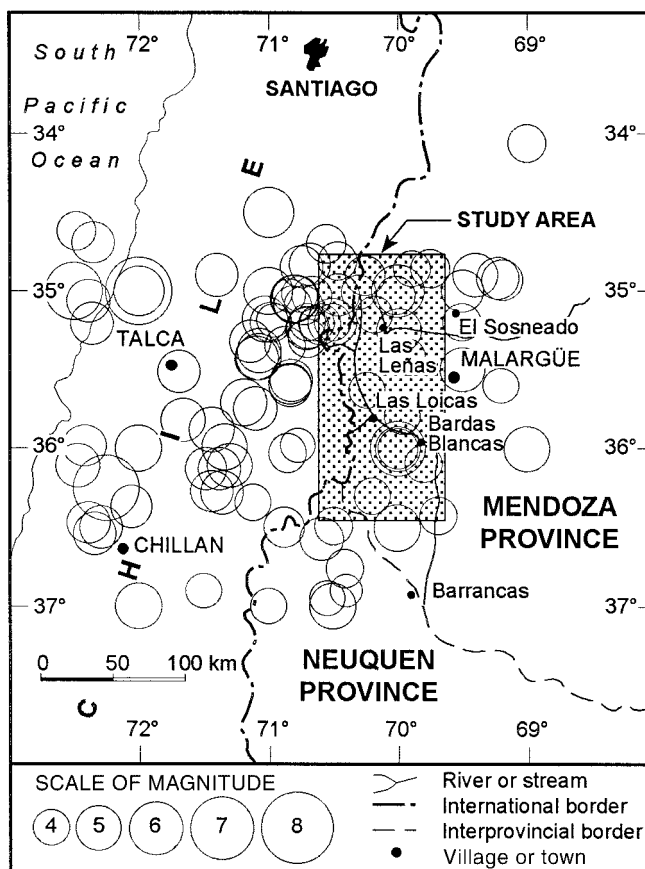 72° 71° 70° 69°
South
Pacific
Ocean
SANTIAGO
34° 34°
E
STUDY AREA
L
35° 35°
TALCA
El Sosneado
Las
Leñas
MALARGÜE
Las Loicas
I
Bardas
Blancas
36° 36°
MENDOZA
PROVINCE
CHILLAN
H
37° 37°
Barrancas
0 50 100 km
NEUQUEN
PROVINCE
C
72° 71° 70° 69°
SCALE OF MAGNITUDE
4 5 6 7 8
River or stream
International border
Interprovincial border
Village or town